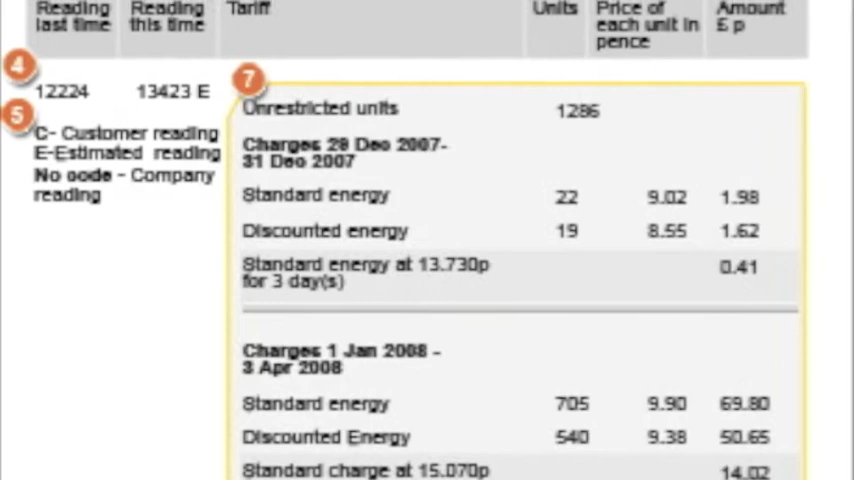 Reading last time
Reading this time
Tariff
Units
Price of each unit in pence
Amount £ p
4
12224 13423 E
5
C- Customer reading
E-Estimated reading
No code - Company
reading
7
Unrestricted units 1286
Charges 29 Dec 2007-
31 Dec 2007
Standard energy 22 9.02 1.98
Discounted energy 19 8.55 1.62
Standard energy at 13.730p 0.41
for 3 day(s)
Charges 1 Jan 2008 -
3 Apr 2008
Standard energy 705 9.90 69.80
Discounted Energy 540 9.38 50.65
Standard charge at 15.070p 14.02